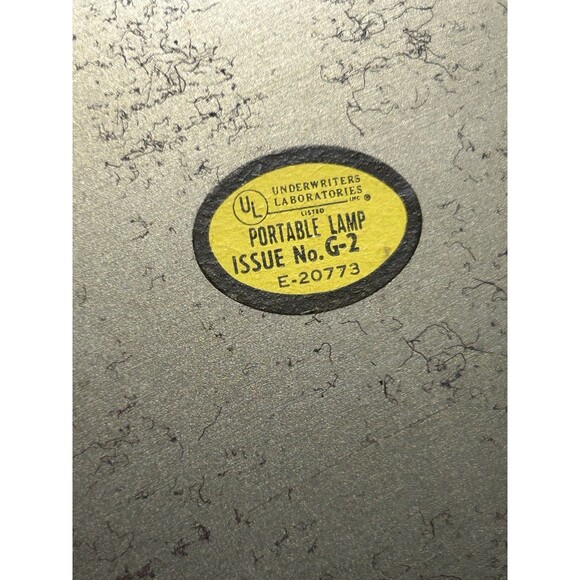 UL
UNDERWRITERS
LABORATORIES
INC ®
LISTED
PORTABLE LAMP
ISSUE No. G-2
E-20773